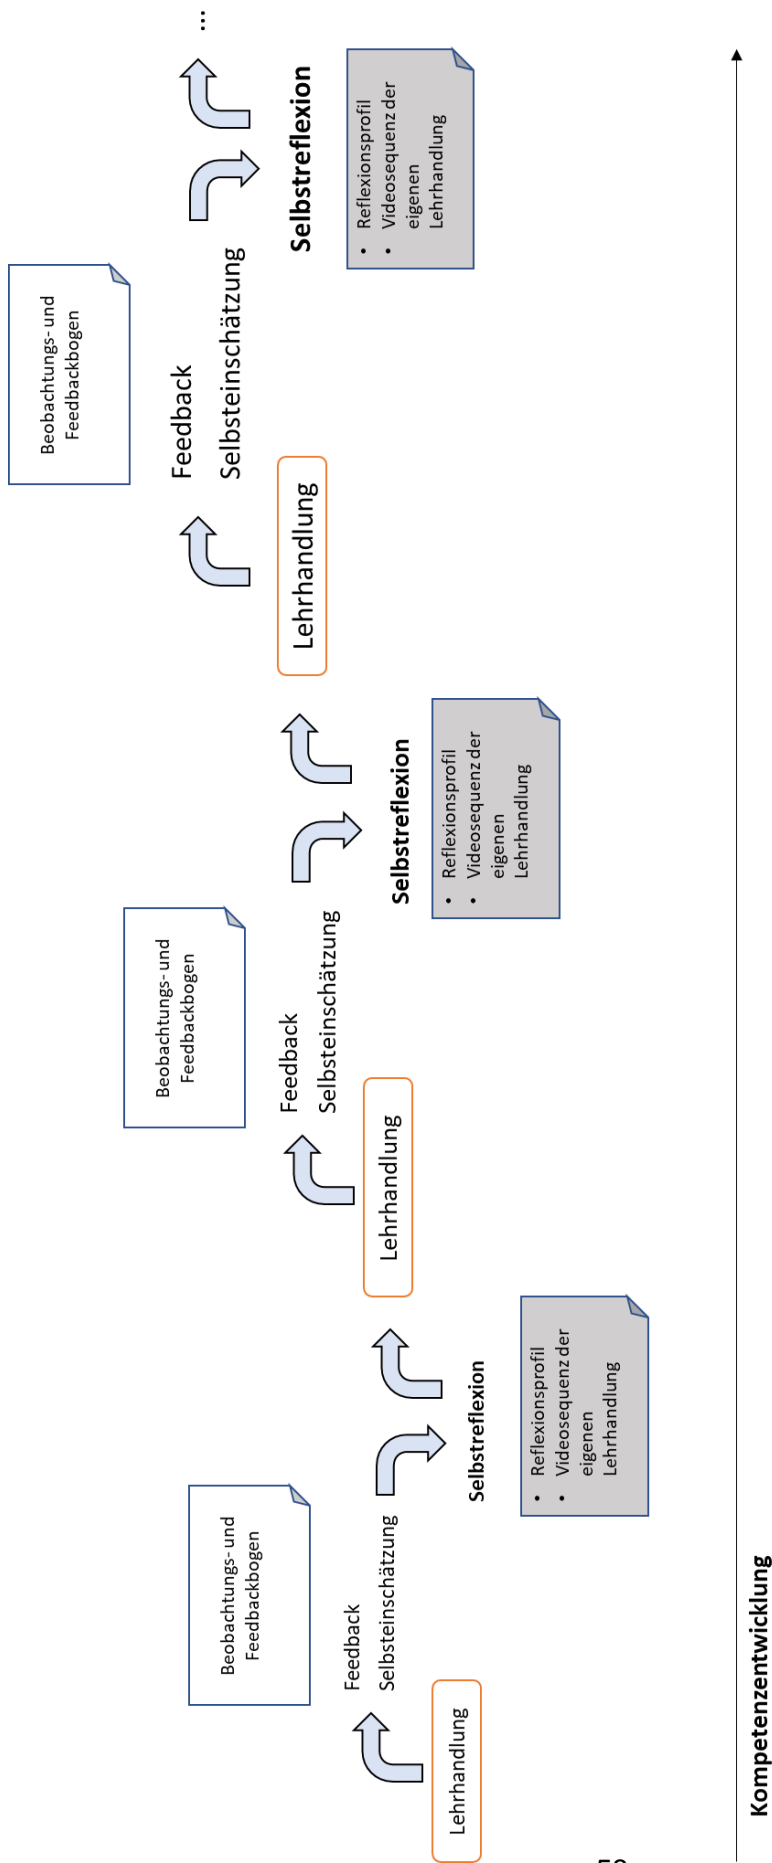 Lehrhandlung
Feedback
Selbsteinschätzung
Beobachtungs- und
Feedbackbogen
Selbstreflexion
• Reflexionsprofil
• Videosequenz der
eigenen
Lehrhandlung
Lehrhandlung
Feedback
Selbsteinschätzung
Beobachtungs- und
Feedbackbogen
Selbstreflexion
• Reflexionsprofil
• Videosequenz der
eigenen
Lehrhandlung
Lehrhandlung
Feedback
Selbsteinschätzung
Beobachtungs- und
Feedbackbogen
Selbstreflexion
• Reflexionsprofil
• Videosequenz der
eigenen
Lehrhandlung
...
Kompetenzentwicklung